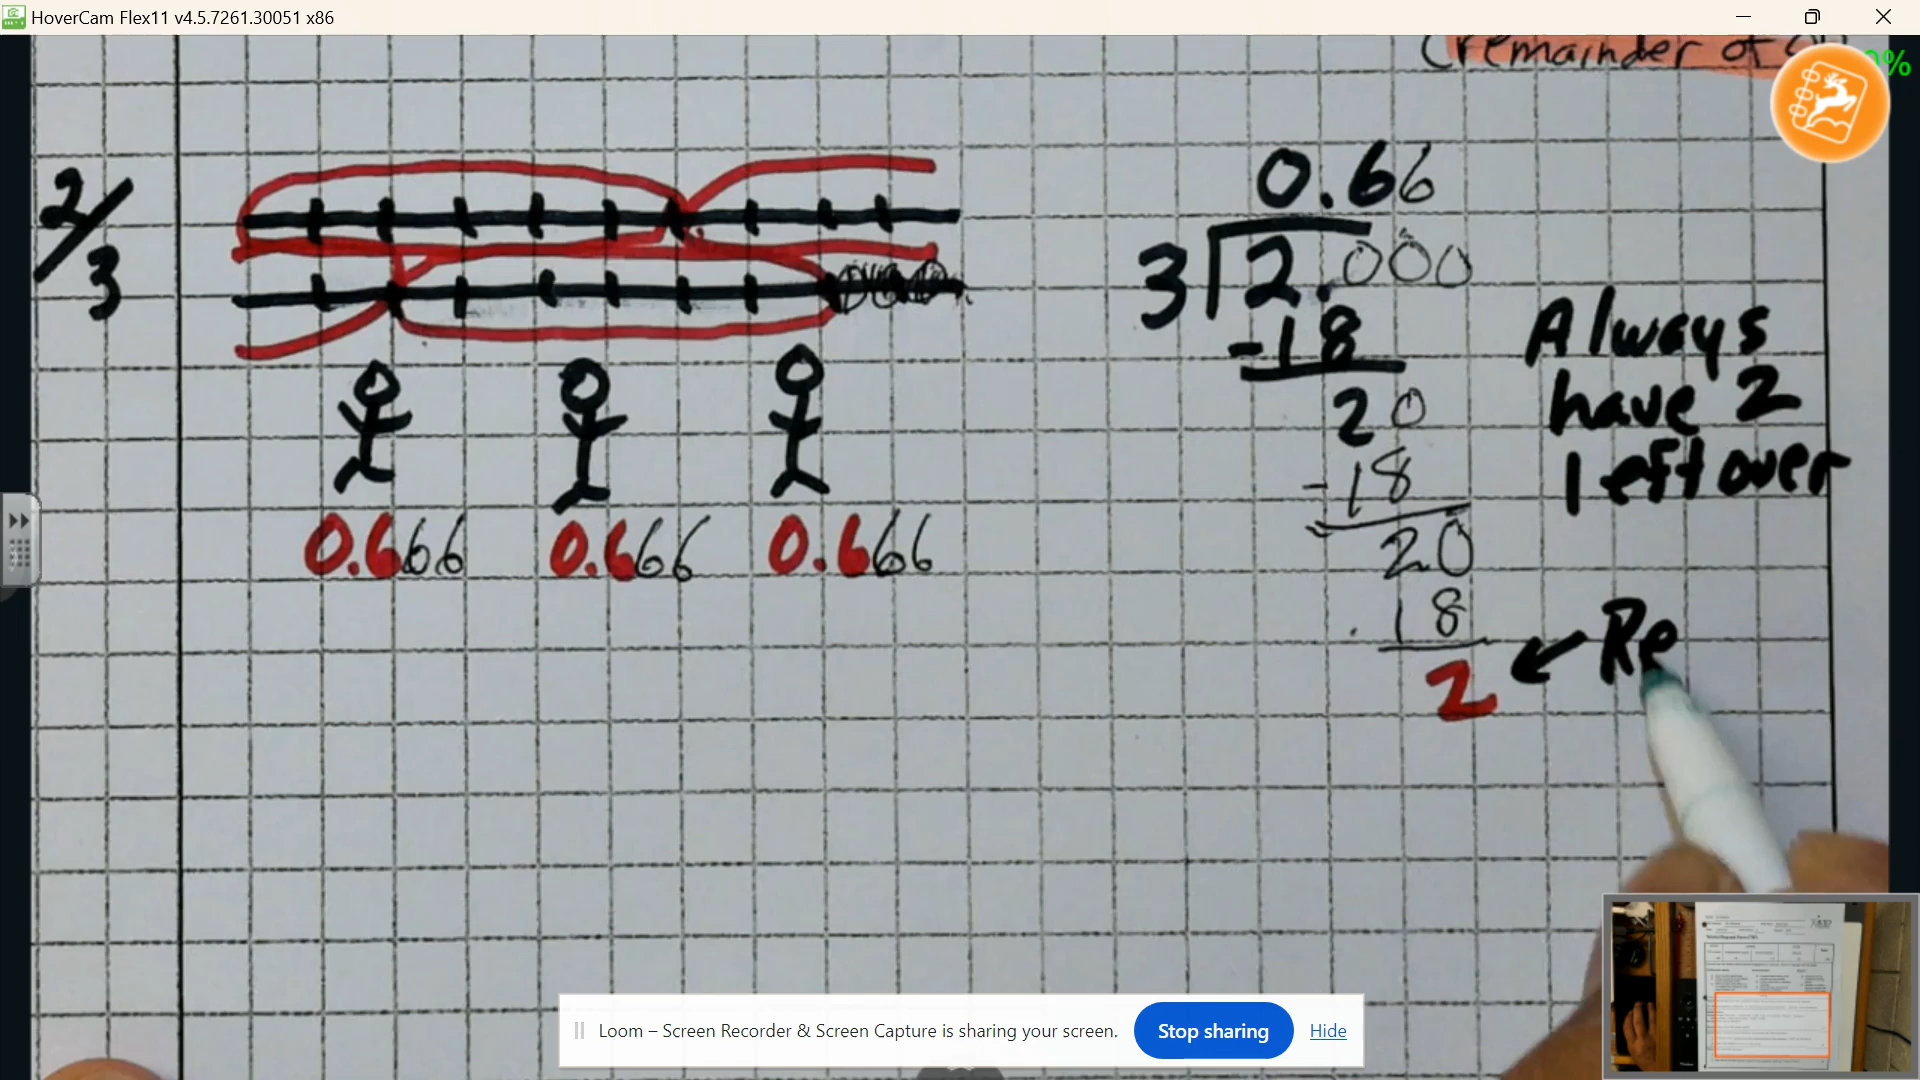 HoverCam Flex11 v4.5.7261.30051 x86
(remainder of
0%
2/3
0.66
3 2.000
-18
20
-18
20
18
2
Always
have 2
leftover
← Re
0.666 0.666 0.666
Loom – Screen Recorder & Screen Capture is sharing your screen. Stop sharing Hide